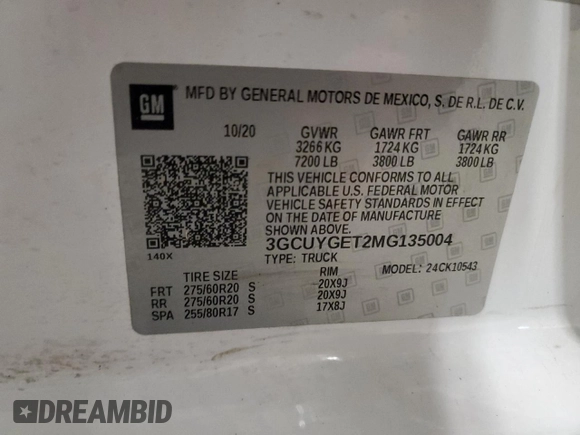 GM MFD BY GENERAL MOTORS DE MEXICO, S. DE R.L. DE C.V.
10/20 GVWR GAWR FRT GAWR RR
3266 KG 1724 KG 1724 KG
7200 LB 3800 LB 3800 LB
THIS VEHICLE CONFORMS TO ALL
APPLICABLE U.S. FEDERAL MOTOR
VEHICLE SAFETY STANDARDS IN EFFECT
ON THE DATE OF MANUFACTURE
SHOWN ABOVE.
140X 3GCUYGET2MG135004
TYPE: TRUCK MODEL: 24CK10543
TIRE SIZE RIM
FRT 275/60R20 S 20X9J
RR 275/60R20 S 20X9J
SPA 255/80R17 S 17X8J
DREAMBID